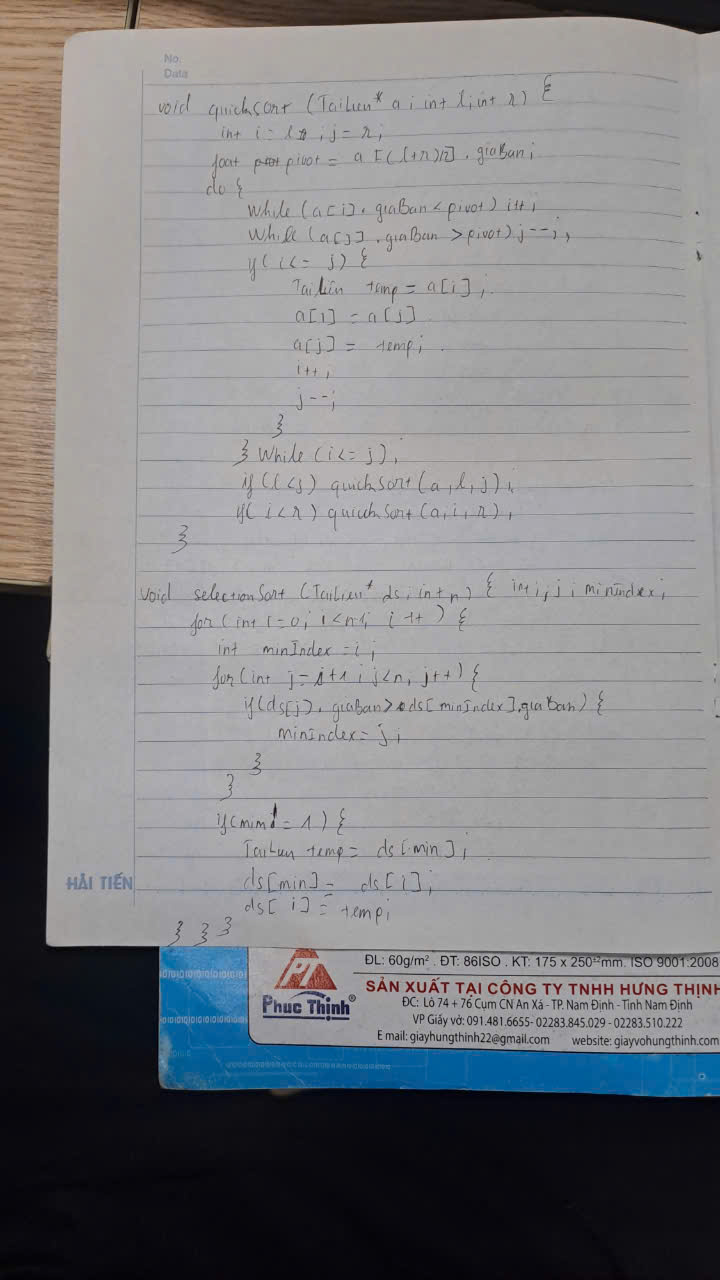 No.
Data
void quicksort (TaiLieu* a, int l, int r) {
int i = l, j = r;
foat pivot = a [(l+r)/2] . giaBan;
do {
While (a[i]. giaBan < pivot) i++;
While (a[j] . giaBan > pivot) j--;
if (i <= j) {
TaiLieu temp = a[i];
a[i] = a[j]
a[j] = temp;
i++;
j--;
}
} While (i <= j);
if (l < j) quickSort (a, l, j);
if (i < r) quickSort (a, i, r);
}
void selectionSort (TaiLieu* ds, int n) { int i, j, minIndex;
for (int i = 0; i < n-1; i++) {
int minIndex = i;
for (int j = i+1; j < n; j++) {
if (ds[j]. giaBan > ds[minIndex].giaBan) {
minIndex = j;
}
}
if (min != i) {
TaiLieu temp = ds[min];
ds[min] = ds[i];
HẢI TIẾN
ds[i] = temp;
} } }
ĐL: 60g/m². ĐT: 86ISO . KT: 175 x 250±²mm. ISO 9001:2008
PT
SẢN XUẤT TẠI CÔNG TY TNHH HƯNG THỊNH
Phuc Thịnh®
ĐC: Lô 74 + 76 Cụm CN An Xá - TP. Nam Định - Tỉnh Nam Định
VP Giấy vở: 091.481.6655- 02283.845.029 - 02283.510.222
E mail: giayhungthinh22@gmail.com website: giayvohungthinh.com